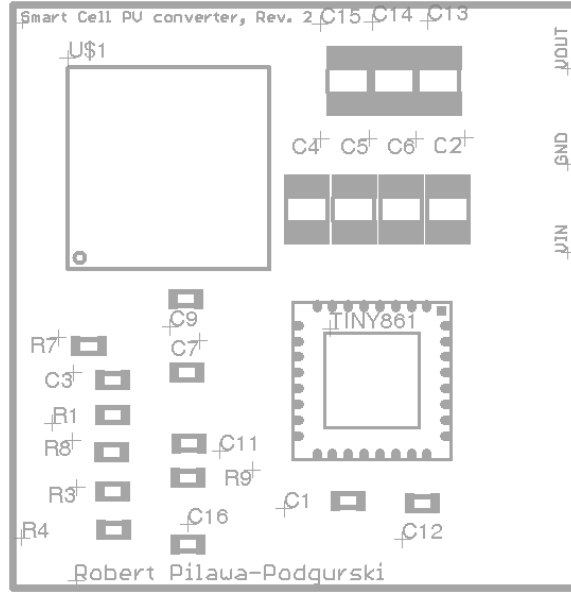 Smart Cell PV converter, Rev. 2
C15 C14 C13
U$1
VOUT
C4 C5 C6 C2
GND
VIN
C9
TINY861
R7
C7
C3
R1
R8
C11
R9
R3
C1
C16
R4
C12
Robert Pilawa-Podgurski